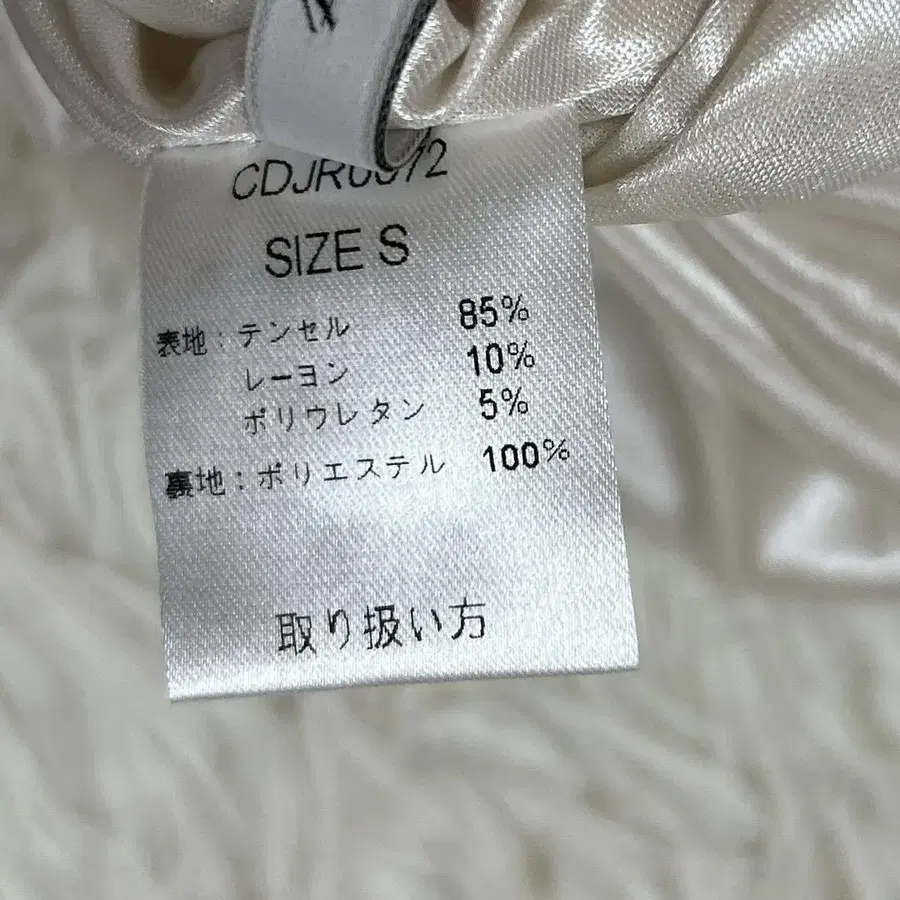 SIZE S
表地：テンセル 85%
レーヨン 10%
ポリウレタン 5%
裏地：ポリエステル 100%
取り扱い方